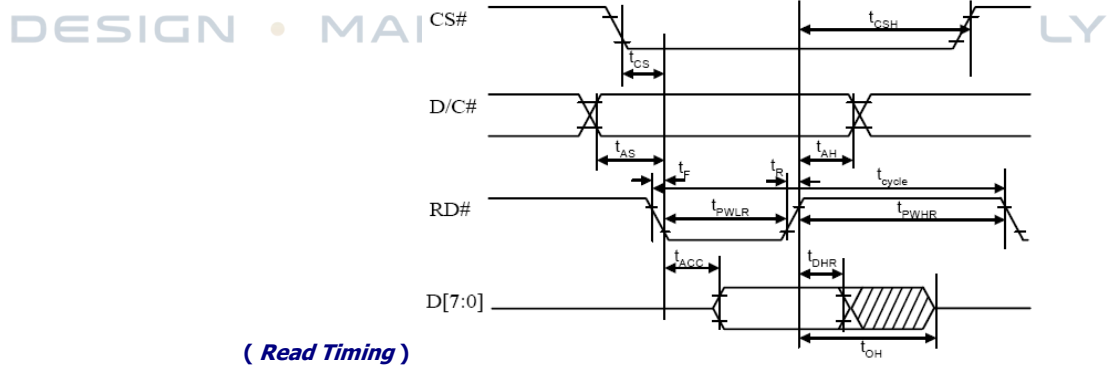 CS#
tCSH
DESIGN • MAI
LY
tCS
D/C#
tAS
tAH
tF
tR
tcycle
RD#
tPWLR
tPWHR
tACC
tDHR
D[7:0]
tOH
( Read Timing )